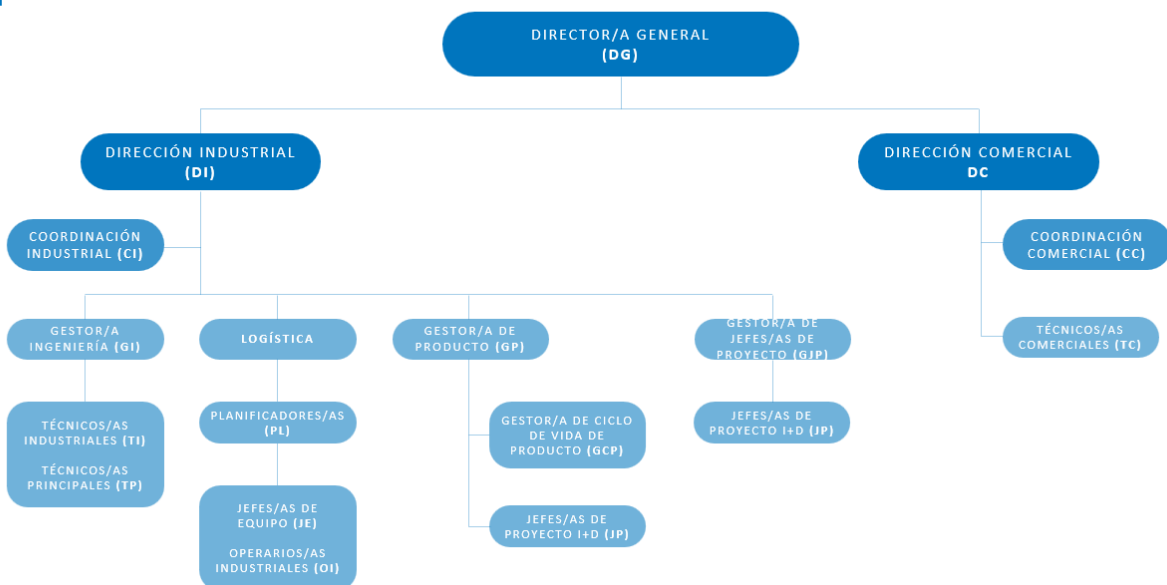 DIRECTOR/A GENERAL
(DG)
DIRECCIÓN INDUSTRIAL
(DI)
DIRECCIÓN COMERCIAL
DC
COORDINACIÓN
INDUSTRIAL (CI)
COORDINACIÓN
COMERCIAL (CC)
GESTOR/A
INGENIERÍA (GI)
LOGÍSTICA
GESTOR/A DE
PRODUCTO (GP)
GESTOR/A DE
JEFES/AS DE
PROYECTO (GJP)
TÉCNICOS/AS
COMERCIALES (TC)
TÉCNICOS/AS
INDUSTRIALES (TI)
TÉCNICOS/AS
PRINCIPALES (TP)
PLANIFICADORES/AS
(PL)
GESTOR/A DE CICLO
DE VIDA DE
PRODUCTO (GCP)
JEFES/AS DE
PROYECTO I+D (JP)
JEFES/AS DE
EQUIPO (JE)
OPERARIOS/AS
INDUSTRIALES (OI)
JEFES/AS DE
PROYECTO I+D (JP)